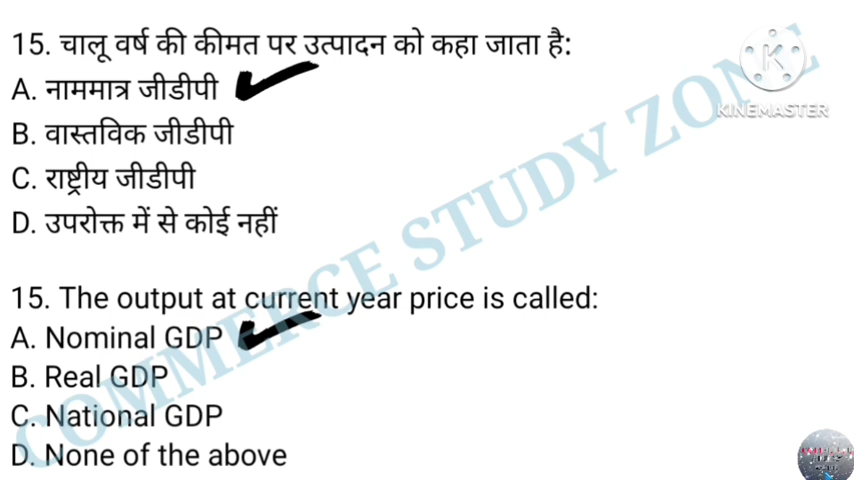 15. चालू वर्ष की कीमत पर उत्पादन को कहा जाता है:
A. नाममात्र जीडीपी
B. वास्तविक जीडीपी
C. राष्ट्रीय जीडीपी
D. उपरोक्त में से कोई नहीं
15. The output at current year price is called:
A. Nominal GDP
B. Real GDP
C. National GDP
D. None of the above
COMMERCE STUDY ZONE
K
KINEMASTER